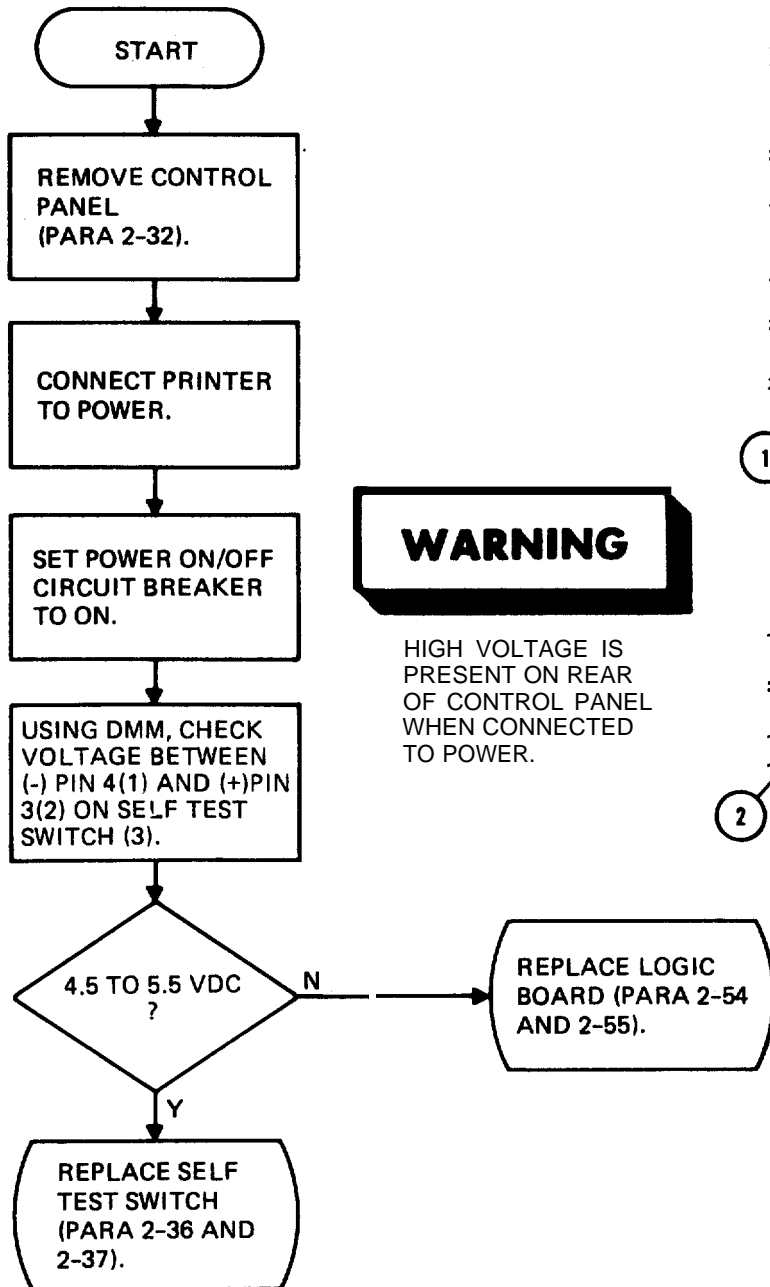 START
REMOVE CONTROL
PANEL
(PARA 2-32).
CONNECT PRINTER
TO POWER.
SET POWER ON/OFF
CIRCUIT BREAKER
TO ON.
WARNING
HIGH VOLTAGE IS
PRESENT ON REAR
OF CONTROL PANEL
WHEN CONNECTED
TO POWER.
1
2
USING DMM, CHECK
VOLTAGE BETWEEN
(-) PIN 4(1) AND (+)PIN
3(2) ON SELF TEST
SWITCH (3).
4.5 TO 5.5 VDC
?
N
REPLACE LOGIC
BOARD (PARA 2-54
AND 2-55).
Y
REPLACE SELF
TEST SWITCH
(PARA 2-36 AND
2-37).